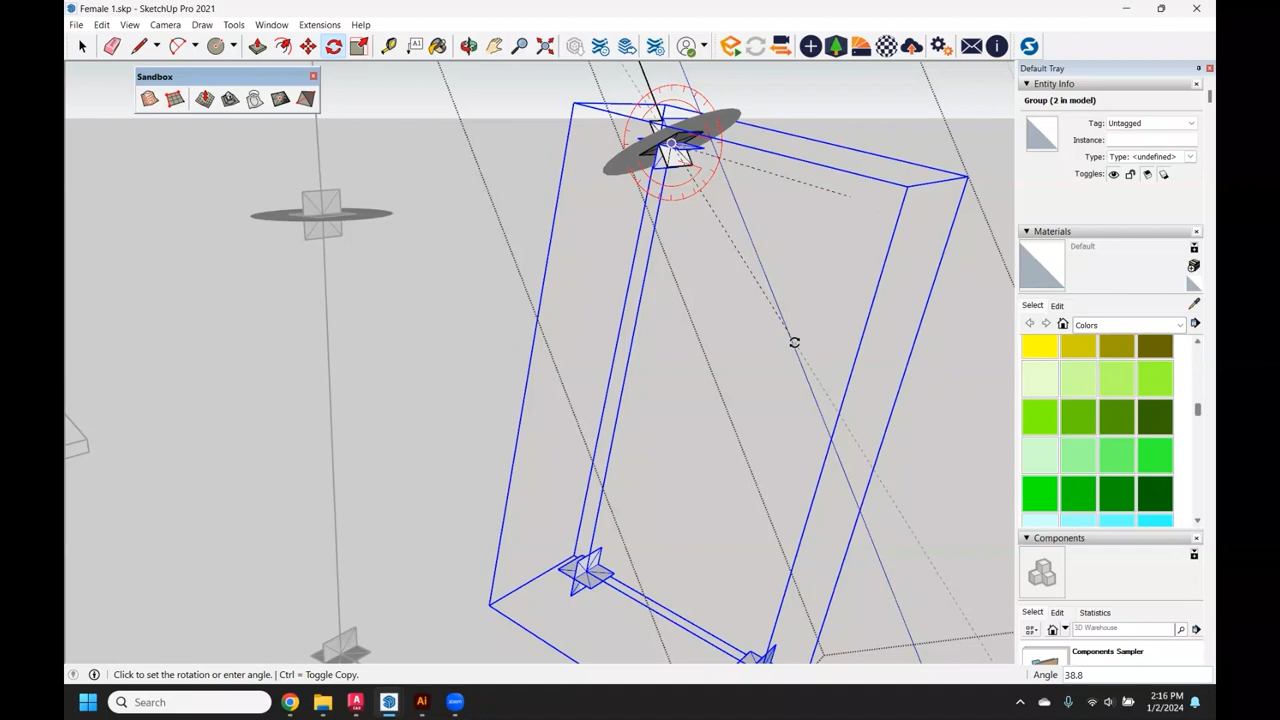 Female 1.skp - SketchUp Pro 2021
File Edit View Camera Draw Tools Window Extensions Help
Sandbox
Default Tray
Entity Info
Group (2 in model)
Tag: Untagged
Instance:
Type: Type: <undefined>
Toggles:
Materials
Default
Select Edit
Colors
Components
Select Edit Statistics
3D Warehouse
Components Sampler
Click to set the rotation or enter angle. | Ctrl = Toggle Copy.
Angle 38.8
Search
2:16 PM
1/2/2024